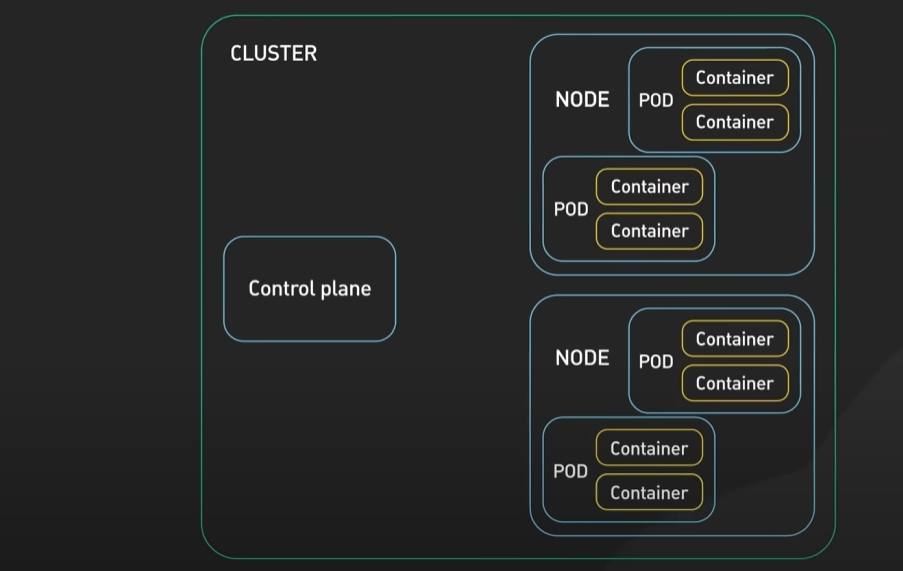 CLUSTER
NODE
POD
Container
Container
POD
Container
Container
Control plane
NODE
POD
Container
Container
POD
Container
Container